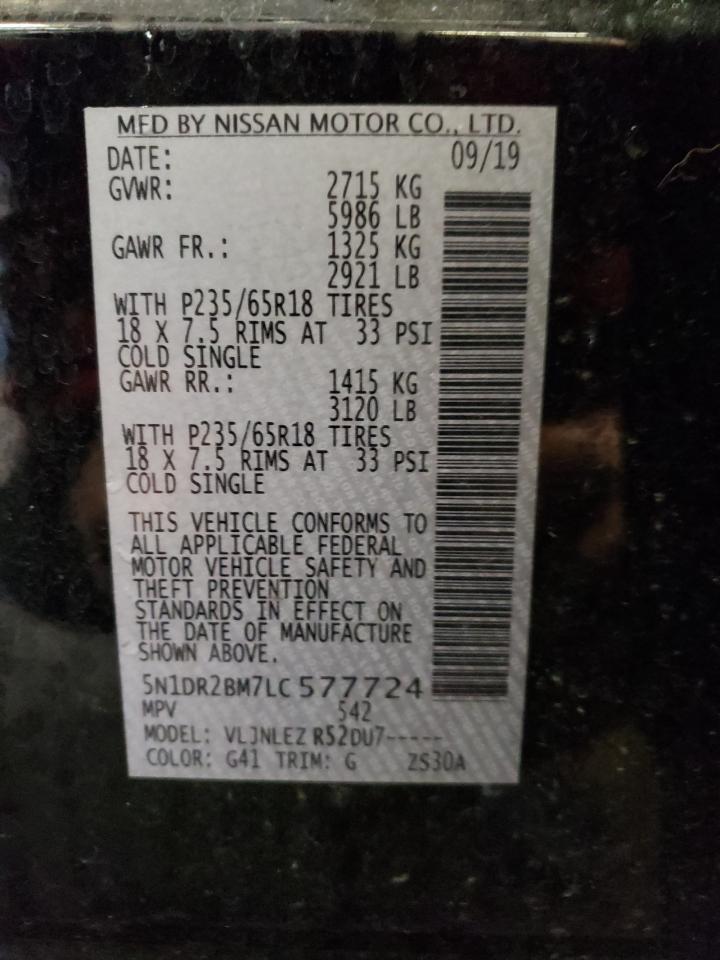 MFD BY NISSAN MOTOR CO., LTD.
DATE: 09/19
GVWR: 2715 KG
5986 LB
GAWR FR.: 1325 KG
2921 LB
WITH P235/65R18 TIRES
18 X 7.5 RIMS AT 33 PSI
COLD SINGLE
GAWR RR.: 1415 KG
3120 LB
WITH P235/65R18 TIRES
18 X 7.5 RIMS AT 33 PSI
COLD SINGLE
THIS VEHICLE CONFORMS TO
ALL APPLICABLE FEDERAL
MOTOR VEHICLE SAFETY AND
THEFT PREVENTION
STANDARDS IN EFFECT ON
THE DATE OF MANUFACTURE
SHOWN ABOVE.
5N1DR2BM7LC577724
MPV 542
MODEL: VLJNLEZ R52DU7-----
COLOR: G41 TRIM: G ZS30A